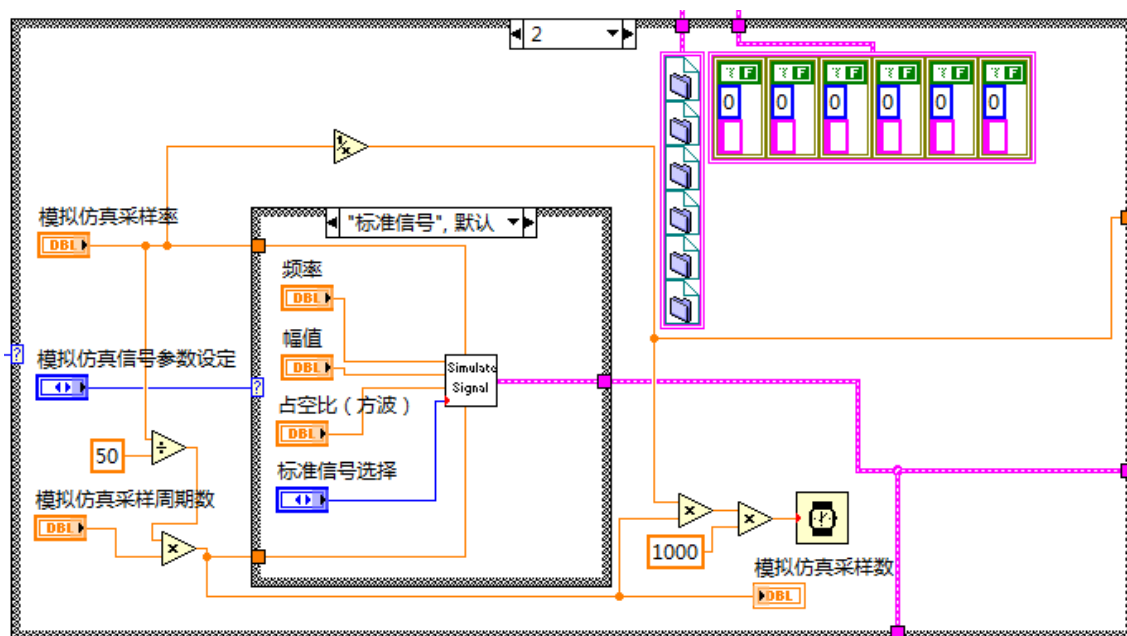 2
F F F F F F
0 0 0 0 0 0
1/x
模拟仿真采样率
DBL
"标准信号", 默认
频率
DBL
幅值
DBL
模拟仿真信号参数设定
?
?
Simulate
Signal
占空比（方波）
DBL
50
÷
标准信号选择
模拟仿真采样周期数
DBL
×
×
×
1000
模拟仿真采样数
DBL